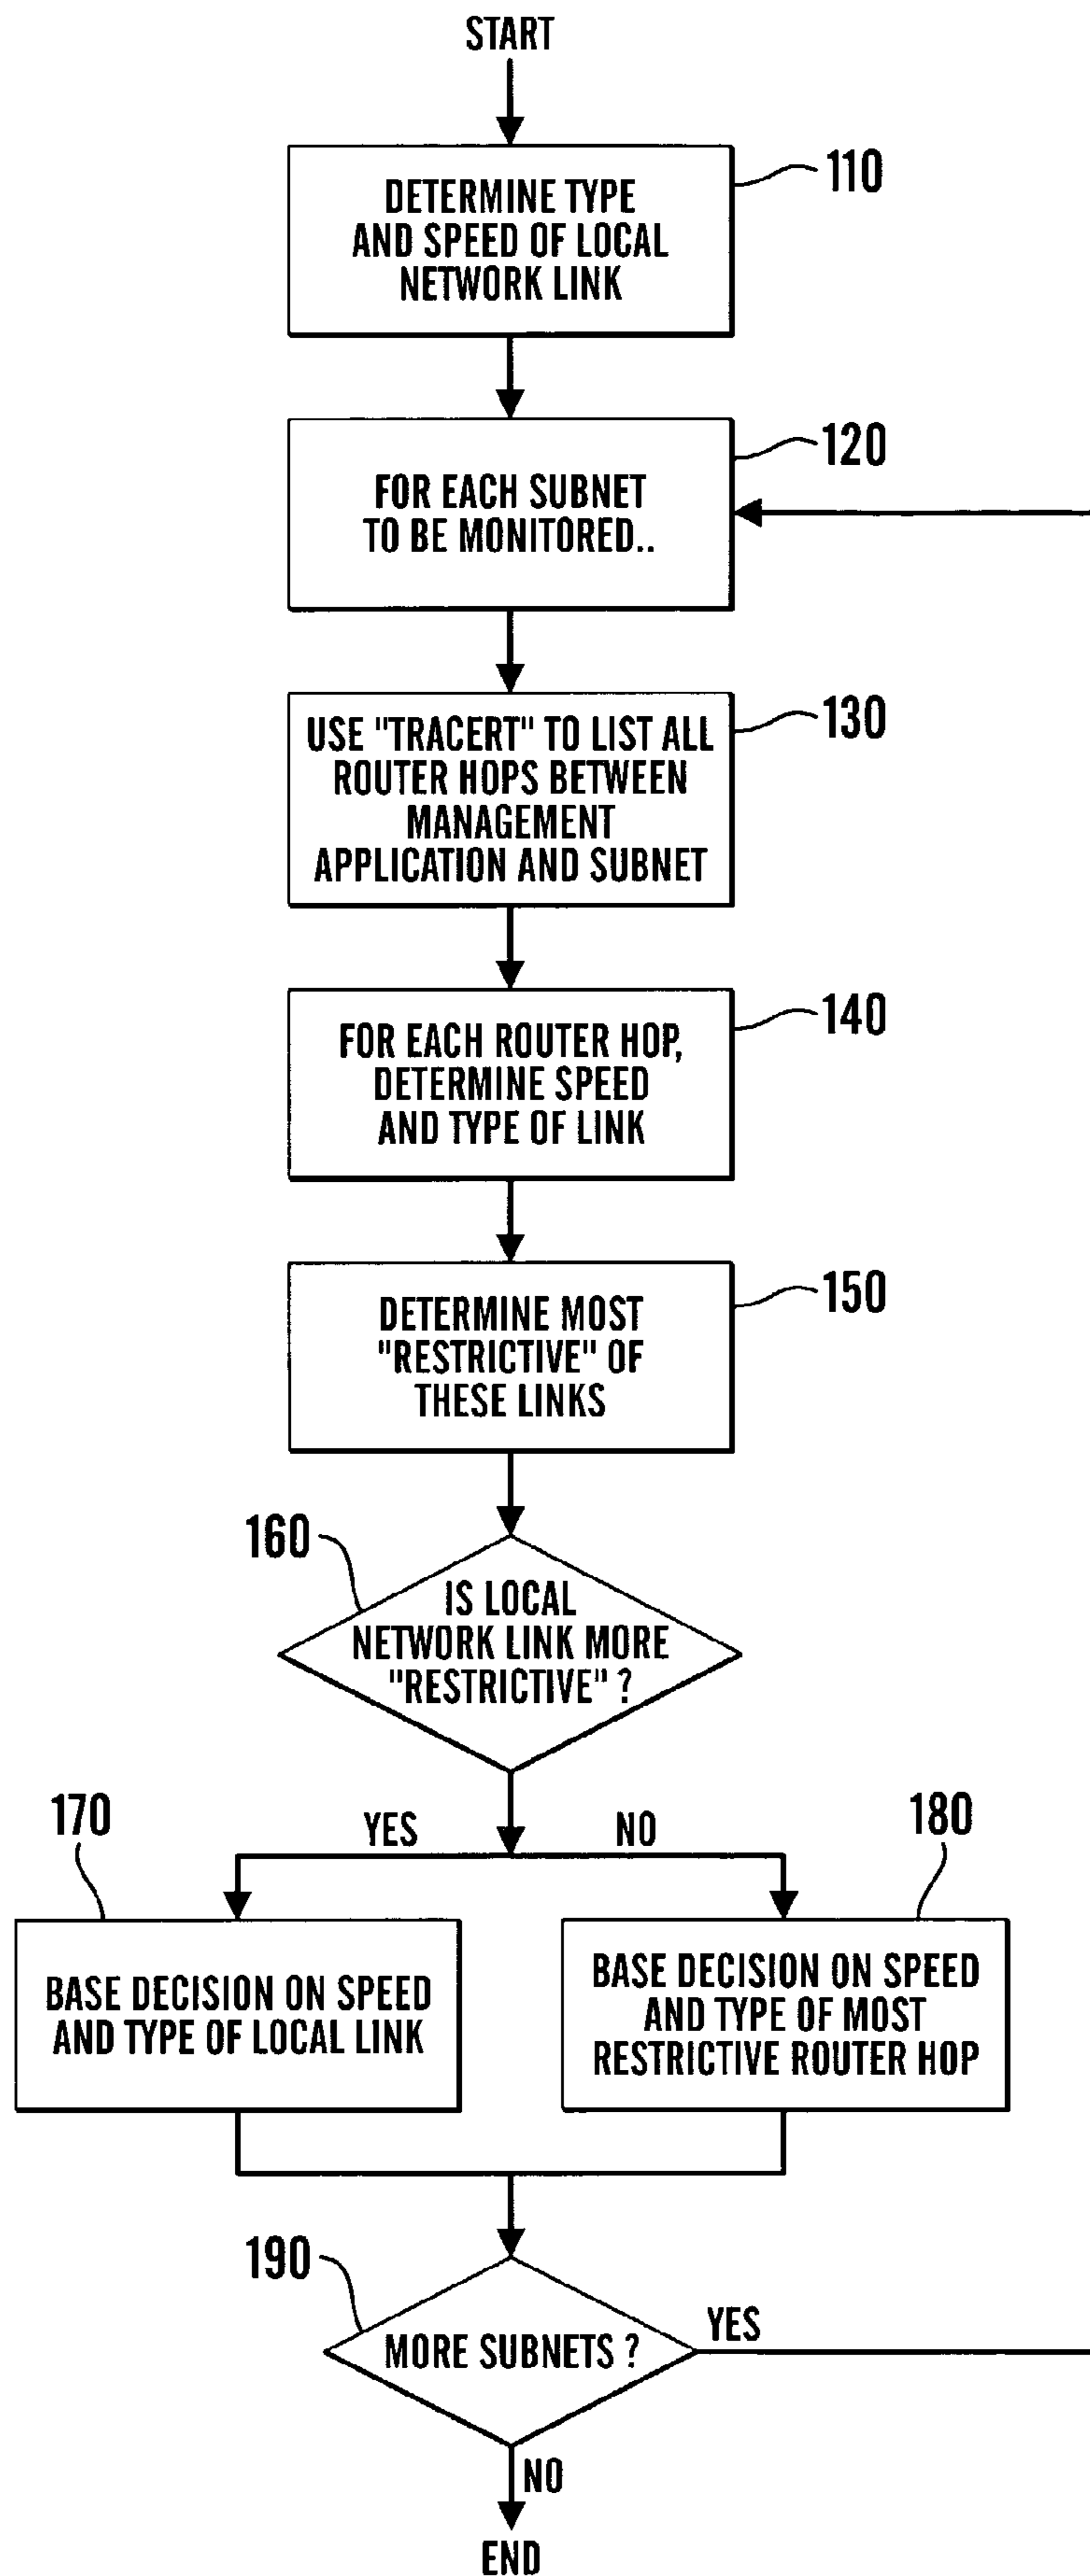 START
DETERMINE TYPE
AND SPEED OF LOCAL
NETWORK LINK
110
FOR EACH SUBNET
TO BE MONITORED..
120
USE "TRACERT" TO LIST ALL
ROUTER HOPS BETWEEN
MANAGEMENT
APPLICATION AND SUBNET
130
FOR EACH ROUTER HOP,
DETERMINE SPEED
AND TYPE OF LINK
140
DETERMINE MOST
"RESTRICTIVE" OF
THESE LINKS
150
160
IS LOCAL
NETWORK LINK MORE
"RESTRICTIVE" ?
YES
NO
170
BASE DECISION ON SPEED
AND TYPE OF LOCAL LINK
180
BASE DECISION ON SPEED
AND TYPE OF MOST
RESTRICTIVE ROUTER HOP
190
MORE SUBNETS ?
YES
NO
END